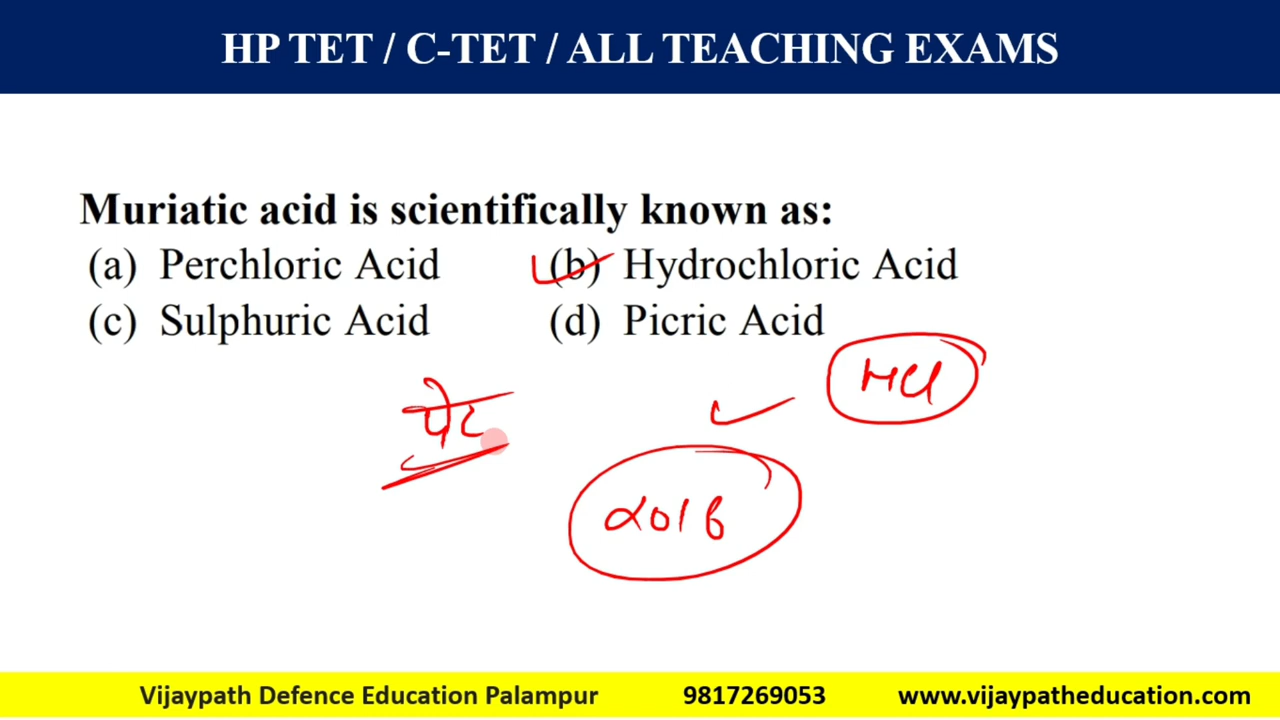 HP TET / C-TET / ALL TEACHING EXAMS
Muriatic acid is scientifically known as:
(a) Perchloric Acid (b) Hydrochloric Acid
(c) Sulphuric Acid (d) Picric Acid
HCl
पेट
2016
Vijaypath Defence Education Palampur 9817269053 www.vijaypatheducation.com